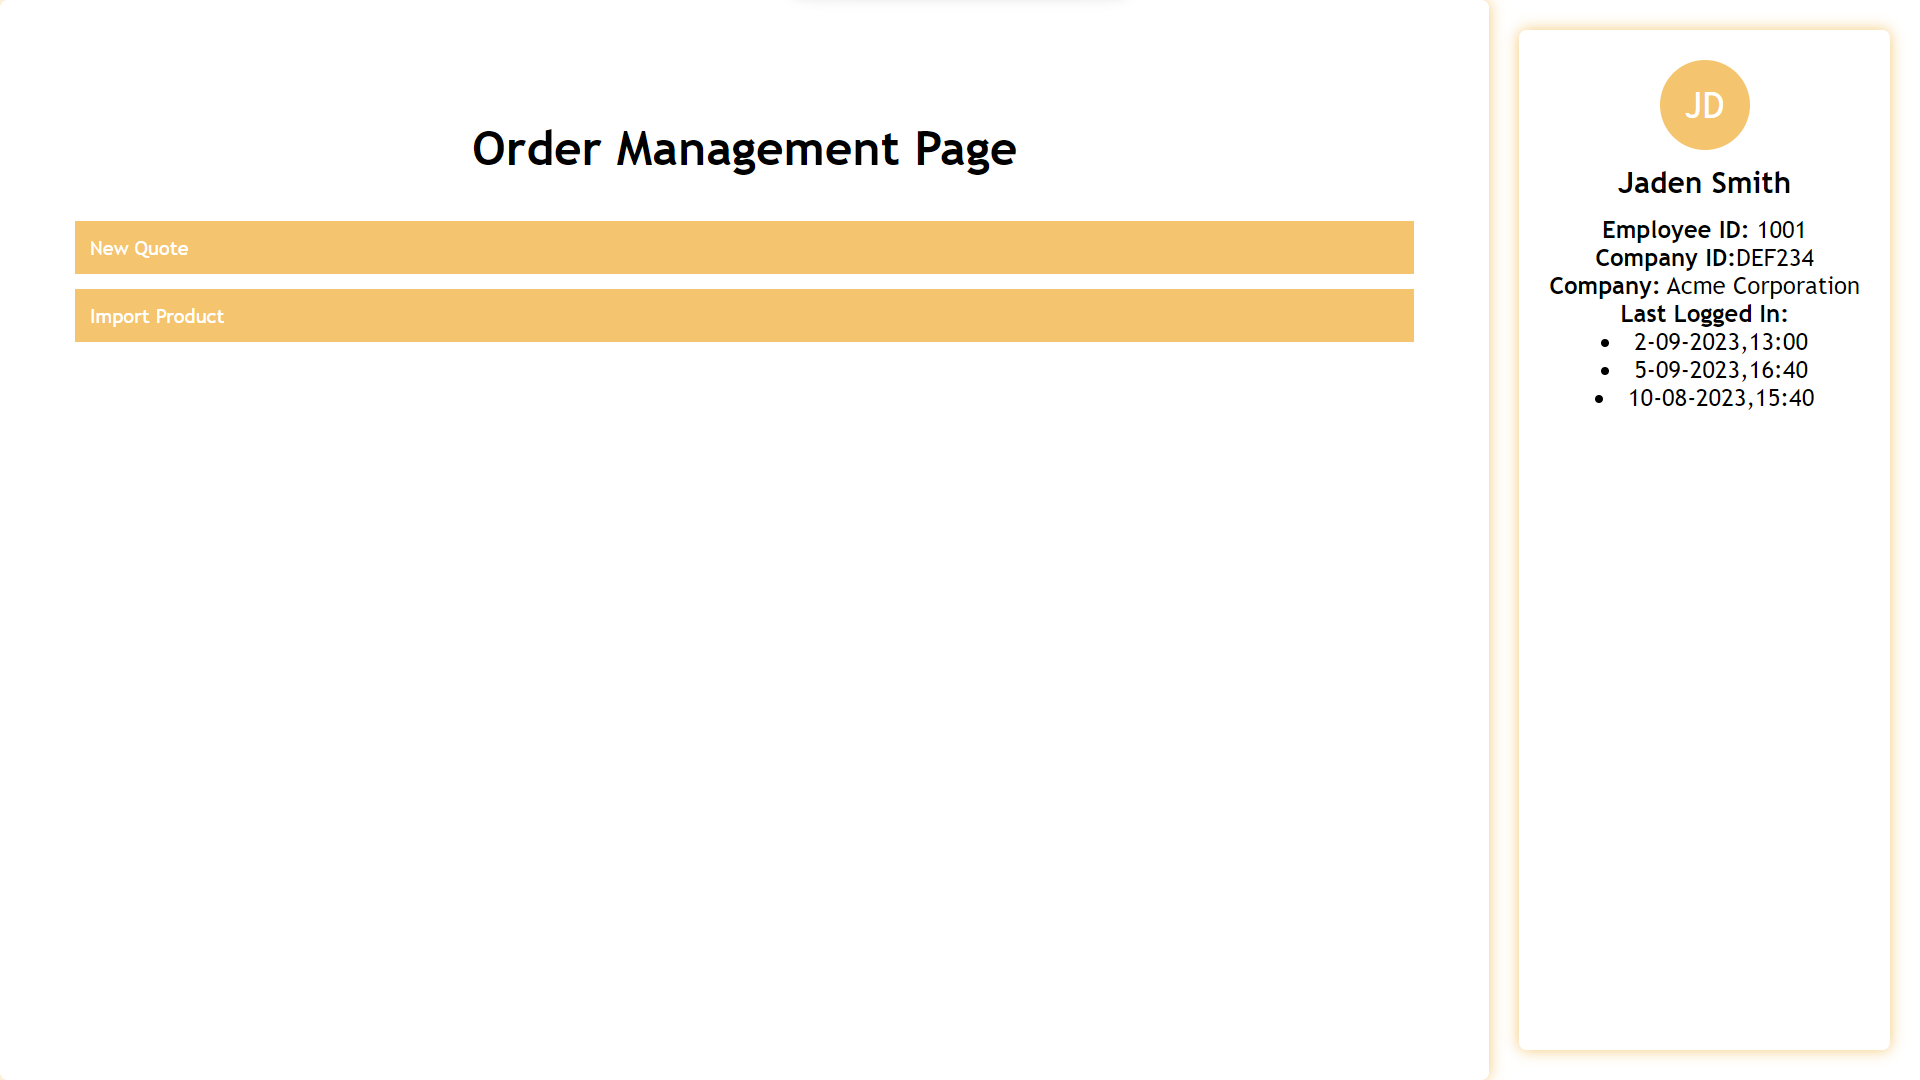 Order Management Page
New Quote
Import Product
JD
Jaden Smith
Employee ID: 1001
Company ID:DEF234
Company: Acme Corporation
Last Logged In:
2-09-2023,13:00
5-09-2023,16:40
10-08-2023,15:40